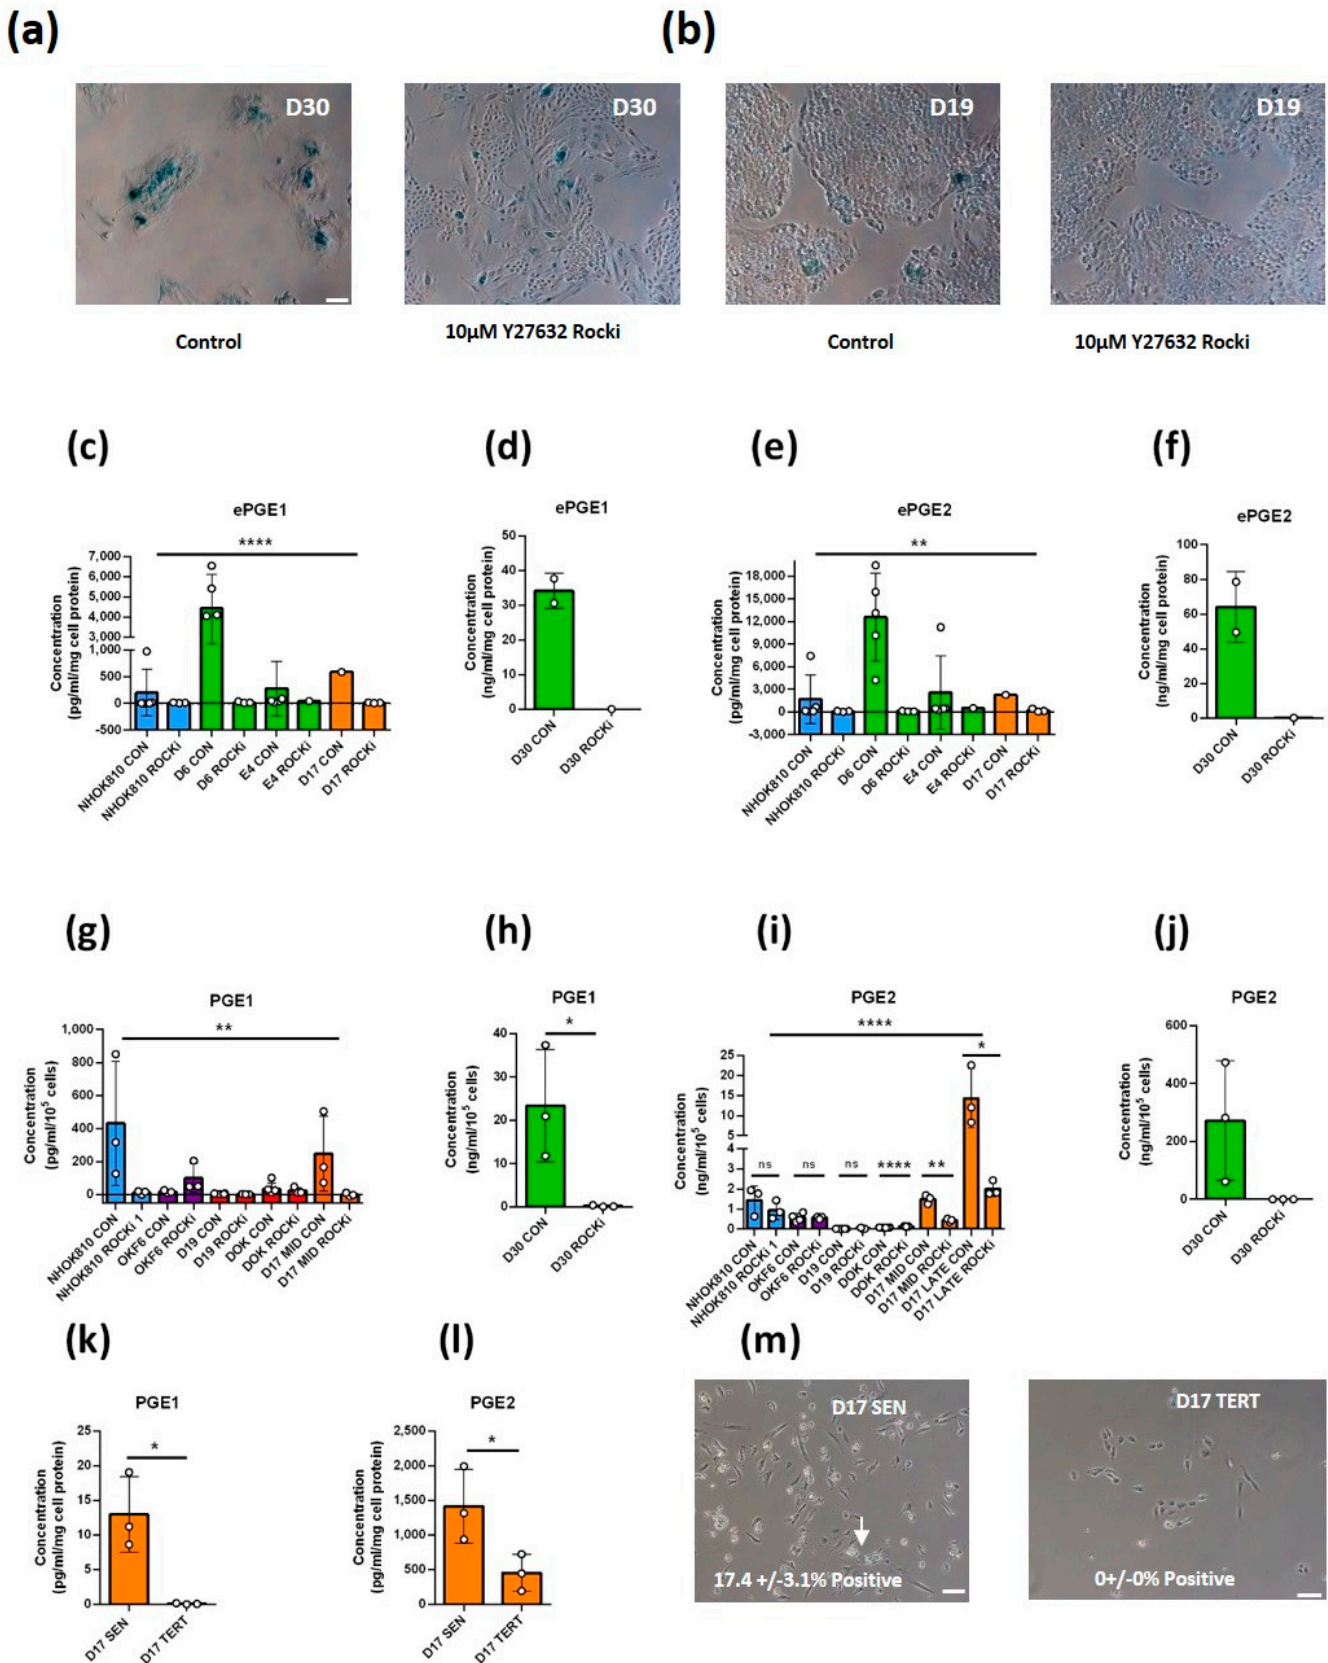 (a)
(b)
D30
D30
D19
D19
Control
10µM Y27632 Rocki
Control
10µM Y27632 Rocki
(c)
(d)
(e)
(f)
ePGE1
****
Concentration
(pg/ml/mg cell protein)
7,000
6,000
5,000
4,000
3,000
1,000
500
0
-500
NHOK810 CON
NHOK810 ROCKi
D6 CON
D6 ROCKi
E4 CON
E4 ROCKi
D17 CON
D17 ROCKi
ePGE1
Concentration
(ng/ml/mg cell protein)
50
40
30
20
10
0
D30 CON
D30 ROCKi
ePGE2
**
Concentration
(pg/ml/mg cell protein)
18,000
15,000
12,000
9,000
6,000
3,000
0
-3,000
NHOK810 CON
NHOK810 ROCKi
D6 CON
D6 ROCKi
E4 CON
E4 ROCKi
D17 CON
D17 ROCKi
ePGE2
Concentration
(ng/ml/mg cell protein)
100
80
60
40
20
0
D30 CON
D30 ROCKi
(g)
(h)
(i)
(j)
PGE1
**
Concentration
(pg/ml/10⁵ cells)
1,000
800
600
400
200
0
NHOK810 CON
NHOK810 ROCKi 1
OKF6 CON
OKF6 ROCKi
D19 CON
D19 ROCKi
DOK CON
DOK ROCKi
D17 MID CON
D17 MID ROCKi
PGE1
*
Concentration
(ng/ml/10⁵ cells)
40
30
20
10
0
D30 CON
D30 ROCKi
PGE2
****
*
Concentration
(ng/ml/10⁵ cells)
25
20
15
10
5
4
3
2
1
0
ns
ns
ns
****
**
NHOK810 CON
NHOK810 ROCKi 1
OKF6 CON
OKF6 ROCKi
D19 CON
D19 ROCKi
DOK CON
DOK ROCKi
D17 MID CON
D17 MID ROCKi
D17 LATE CON
D17 LATE ROCKi
PGE2
Concentration
(ng/ml/10⁵ cells)
600
400
200
0
D30 CON
D30 ROCKi
(k)
(l)
(m)
PGE1
*
Concentration
(pg/ml/mg cell protein)
25
20
15
10
5
0
D17 SEN
D17 TERT
PGE2
*
Concentration
(pg/ml/mg cell protein)
2,500
2,000
1,500
1,000
500
0
D17 SEN
D17 TERT
D17 SEN
17.4 +/-3.1% Positive
D17 TERT
0+/-0% Positive